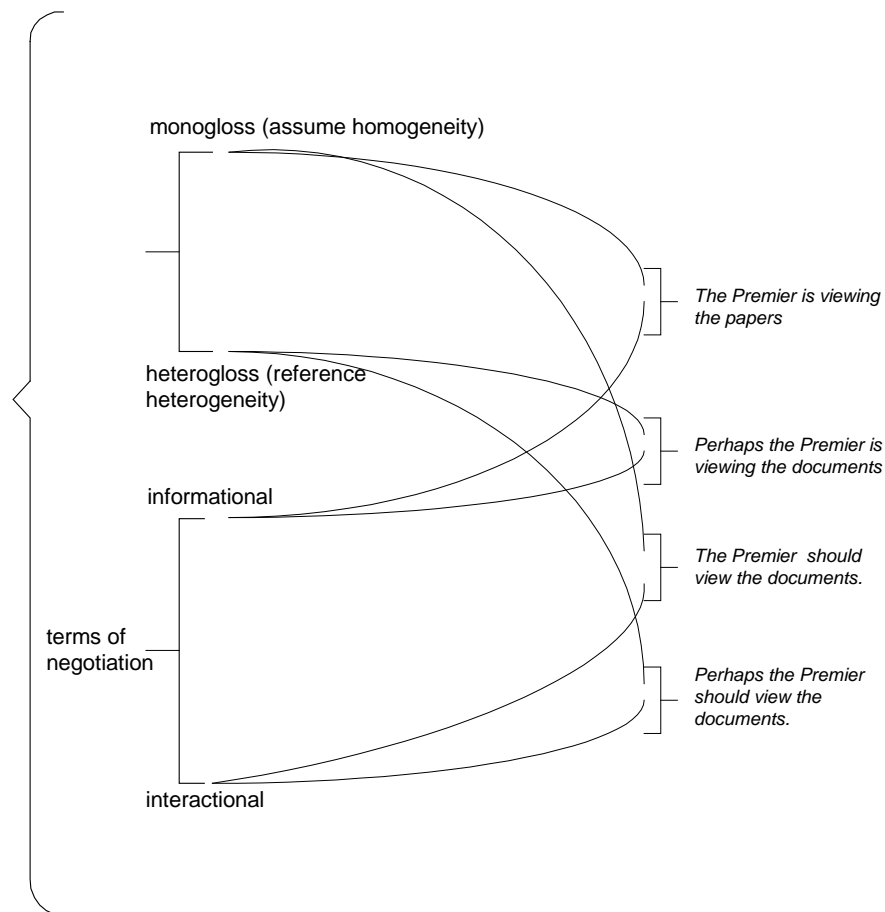 monogloss (assume homogeneity)
heterogloss (reference
heterogeneity)
informational
terms of
negotiation
interactional
The Premier is viewing
the papers
Perhaps the Premier is
viewing the documents
The Premier  should
view the documents.
Perhaps the Premier
should view the
documents.